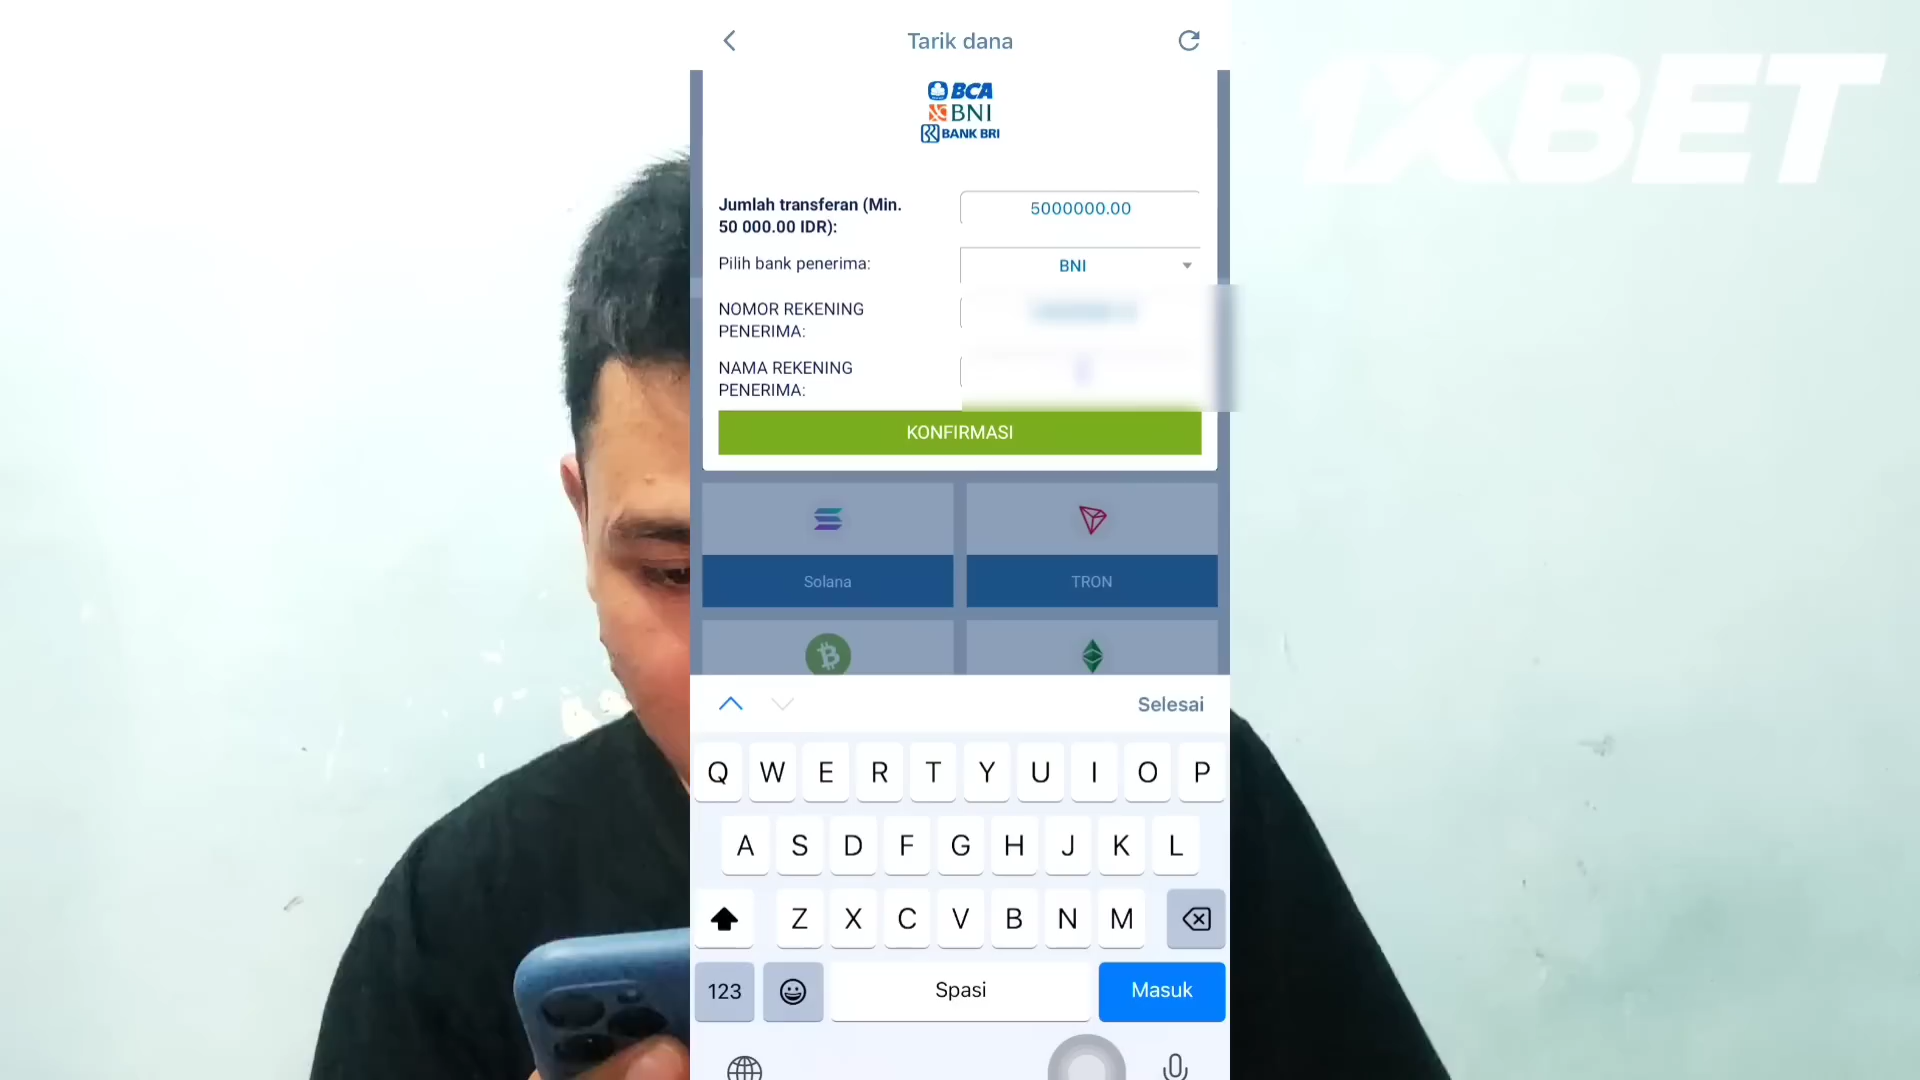 Tarik dana
1XBET
BCA
BNI
BANK BRI
Jumlah transferan (Min.
50 000.00 IDR):
5000000.00
Pilih bank penerima:
BNI
NOMOR REKENING
PENERIMA:
NAMA REKENING
PENERIMA:
KONFIRMASI
Solana
TRON
Selesai
Q W E R T Y U I O P
A S D F G H J K L
Z X C V B N M
123
Spasi
Masuk